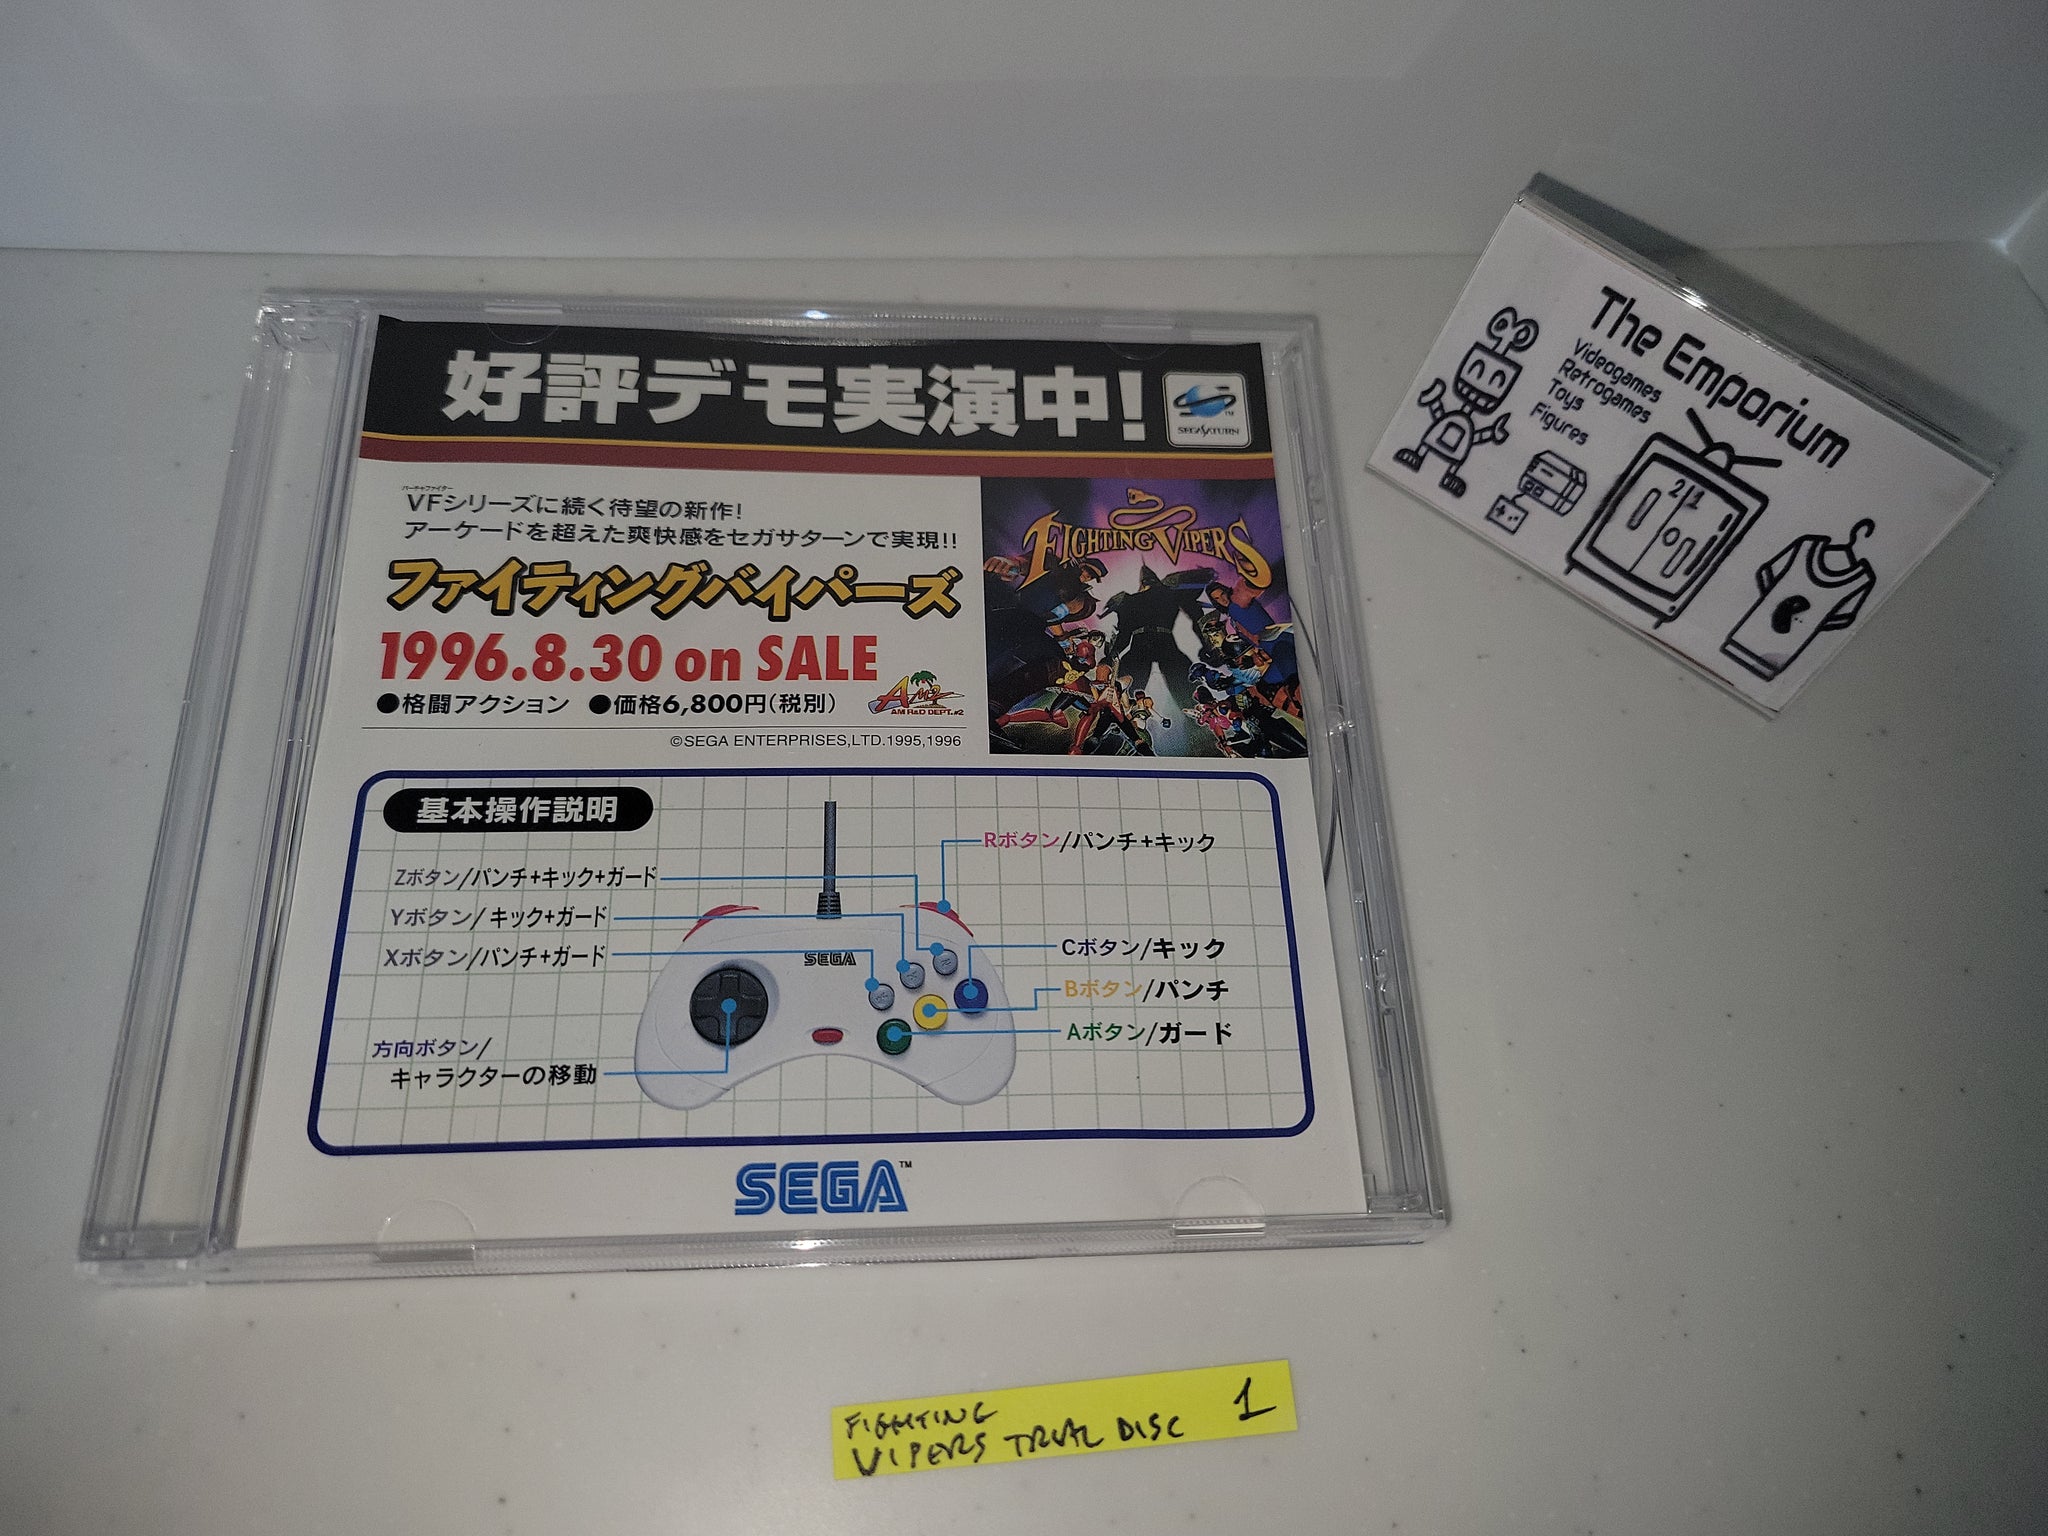 好評デモ実演中!
SEGA SATURN™
バーチャファイター
VFシリーズに続く待望の新作!
アーケードを超えた爽快感をセガサターンで実現!!
ファイティングバイパーズ
1996.8.30 on SALE
●格闘アクション ●価格6,800円(税別)
AM2
AM R&D DEPT.#2
©SEGA ENTERPRISES,LTD.1995,1996
FIGHTING VIPERS
基本操作説明
Rボタン/パンチ+キック
Zボタン/パンチ+キック+ガード
Yボタン/キック+ガード
Xボタン/パンチ+ガード
SEGA
Cボタン/キック
Bボタン/パンチ
Aボタン/ガード
方向ボタン/
キャラクターの移動
SEGA™
The Emporium
Videogames
Retrogames
Toys
Figures
FIGHTING
VIPERS TRIAL DISC 1